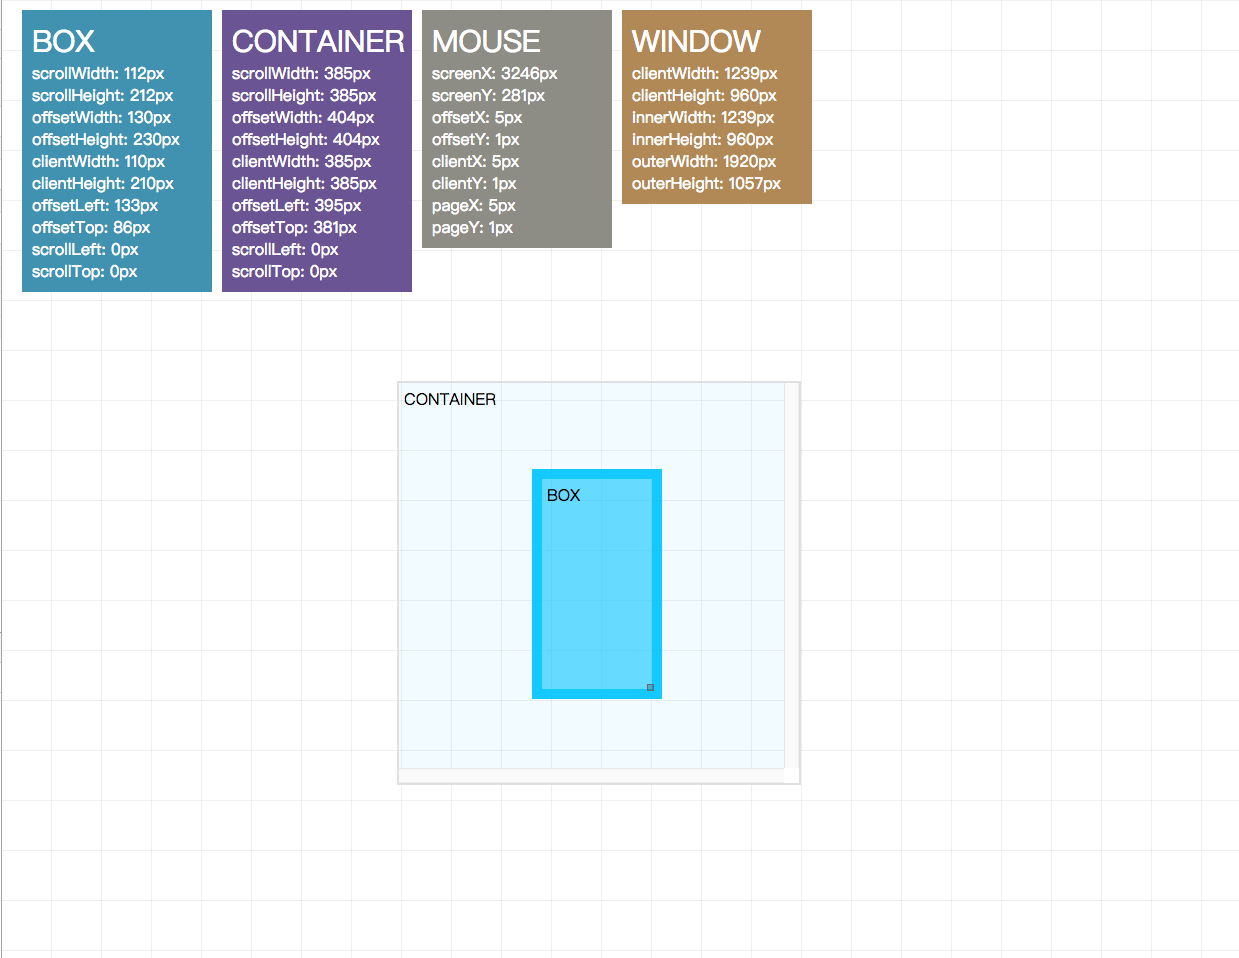 BOX
scrollWidth: 112px
scrollHeight: 212px
offsetWidth: 130px
offsetHeight: 230px
clientWidth: 110px
clientHeight: 210px
offsetLeft: 133px
offsetTop: 86px
scrollLeft: 0px
scrollTop: 0px
CONTAINER
scrollWidth: 385px
scrollHeight: 385px
offsetWidth: 404px
offsetHeight: 404px
clientWidth: 385px
clientHeight: 385px
offsetLeft: 395px
offsetTop: 381px
scrollLeft: 0px
scrollTop: 0px
MOUSE
screenX: 3246px
screenY: 281px
offsetX: 5px
offsetY: 1px
clientX: 5px
clientY: 1px
pageX: 5px
pageY: 1px
WINDOW
clientWidth: 1239px
clientHeight: 960px
innerWidth: 1239px
innerHeight: 960px
outerWidth: 1920px
outerHeight: 1057px
CONTAINER
BOX